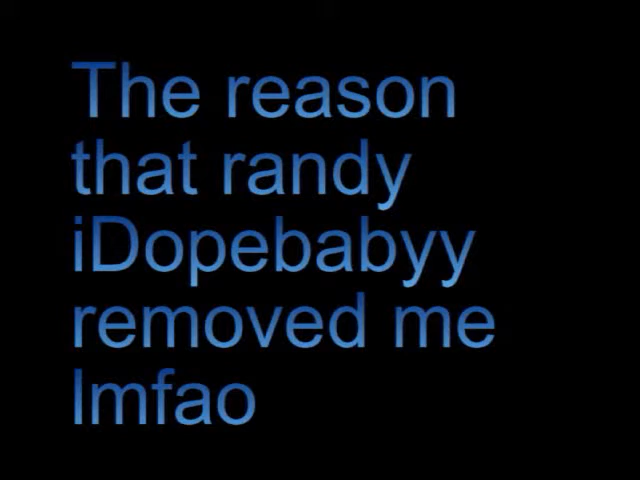 The reason
that randy
iDopebabyy
removed me
lmfao